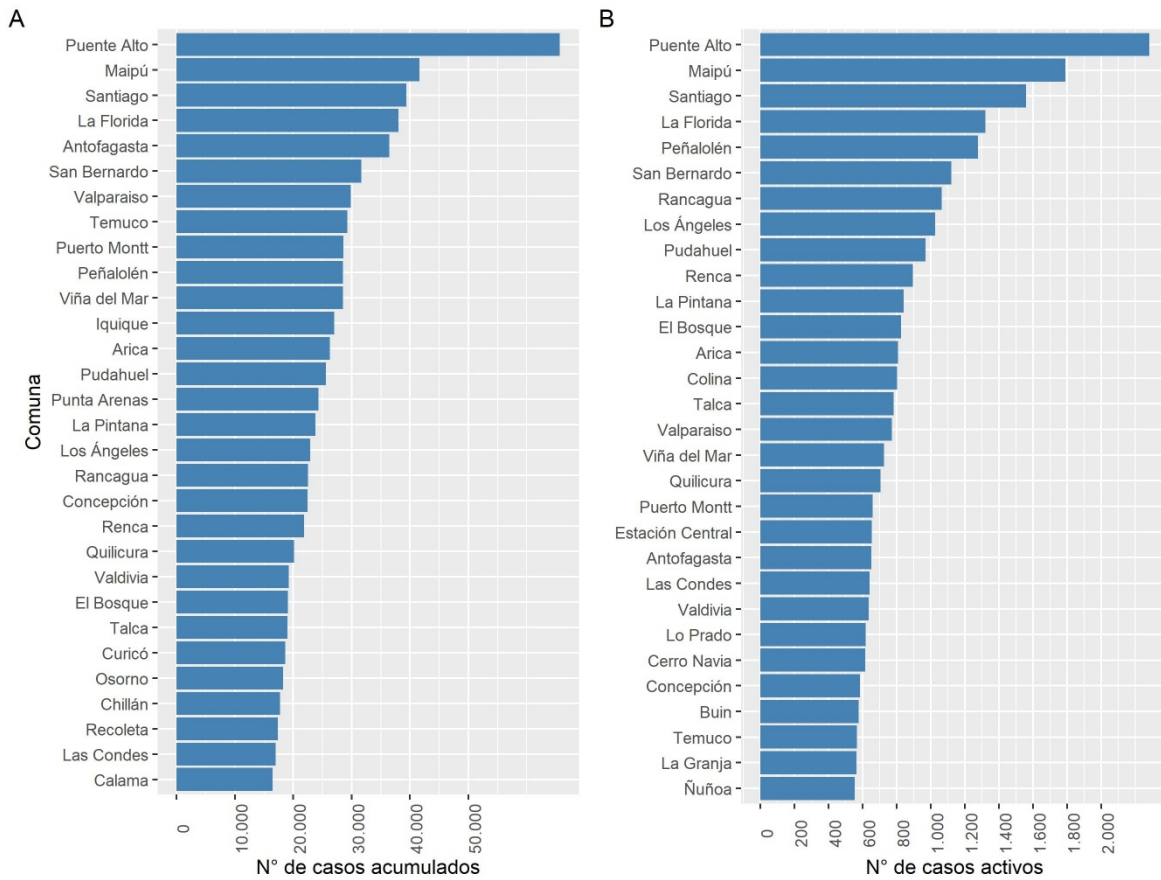 A
Puente Alto
Maipú
Santiago
La Florida
Antofagasta
San Bernardo
Valparaiso
Temuco
Puerto Montt
Peñalolén
Viña del Mar
Iquique
Arica
Pudahuel
Punta Arenas
La Pintana
Los Ángeles
Rancagua
Concepción
Renca
Quilicura
Valdivia
El Bosque
Talca
Curicó
Osorno
Chillán
Recoleta
Las Condes
Calama
Comuna
0
10.000
20.000
30.000
40.000
50.000
N° de casos acumulados
B
Puente Alto
Maipú
Santiago
La Florida
Peñalolén
San Bernardo
Rancagua
Los Ángeles
Pudahuel
Renca
La Pintana
El Bosque
Arica
Colina
Talca
Valparaiso
Viña del Mar
Quilicura
Puerto Montt
Estación Central
Antofagasta
Las Condes
Valdivia
Lo Prado
Cerro Navia
Concepción
Buin
Temuco
La Granja
Ñuñoa
0
200
400
600
800
1.000
1.200
1.400
1.600
1.800
2.000
N° de casos activos